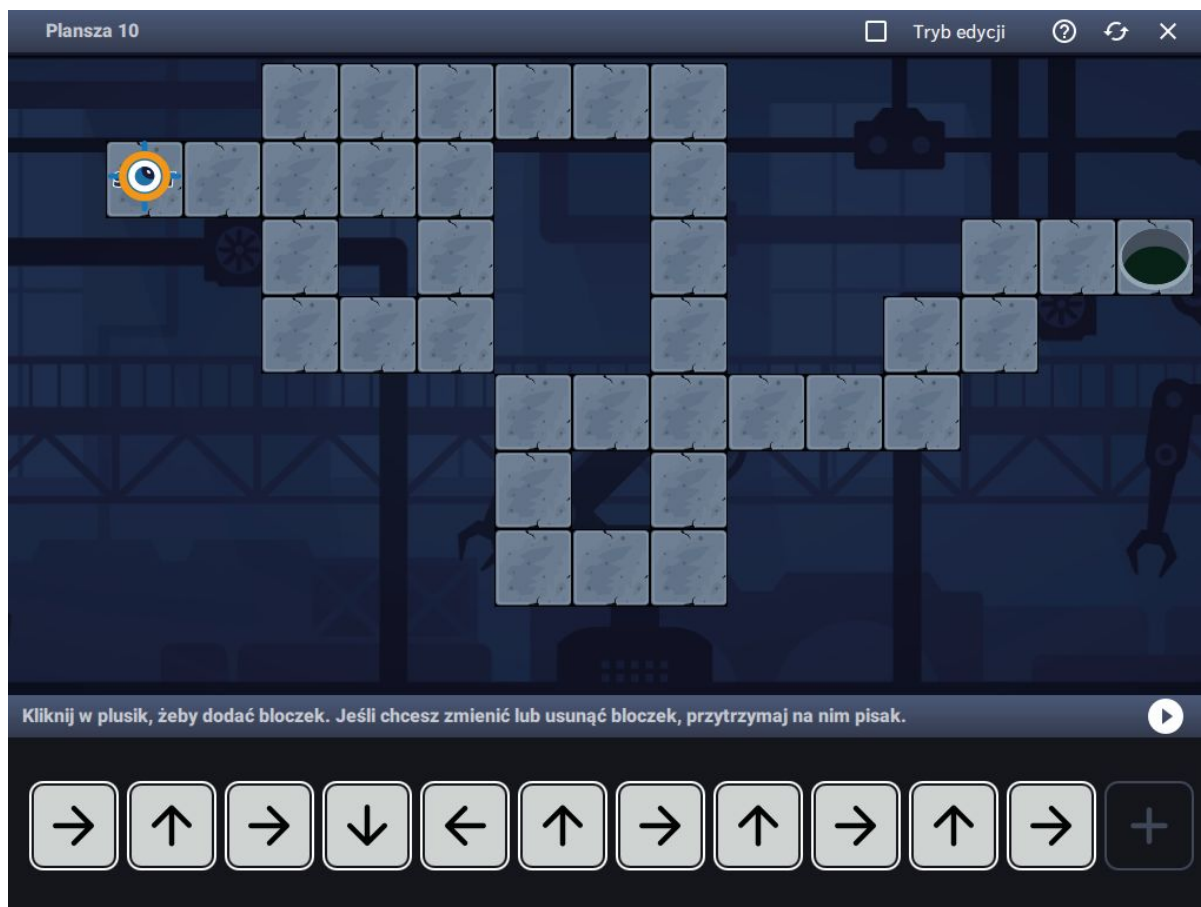 Plansza 10
Tryb edycji
Kliknij w plusik, żeby dodać bloczek. Jeśli chcesz zmienić lub usunąć bloczek, przytrzymaj na nim pisak.